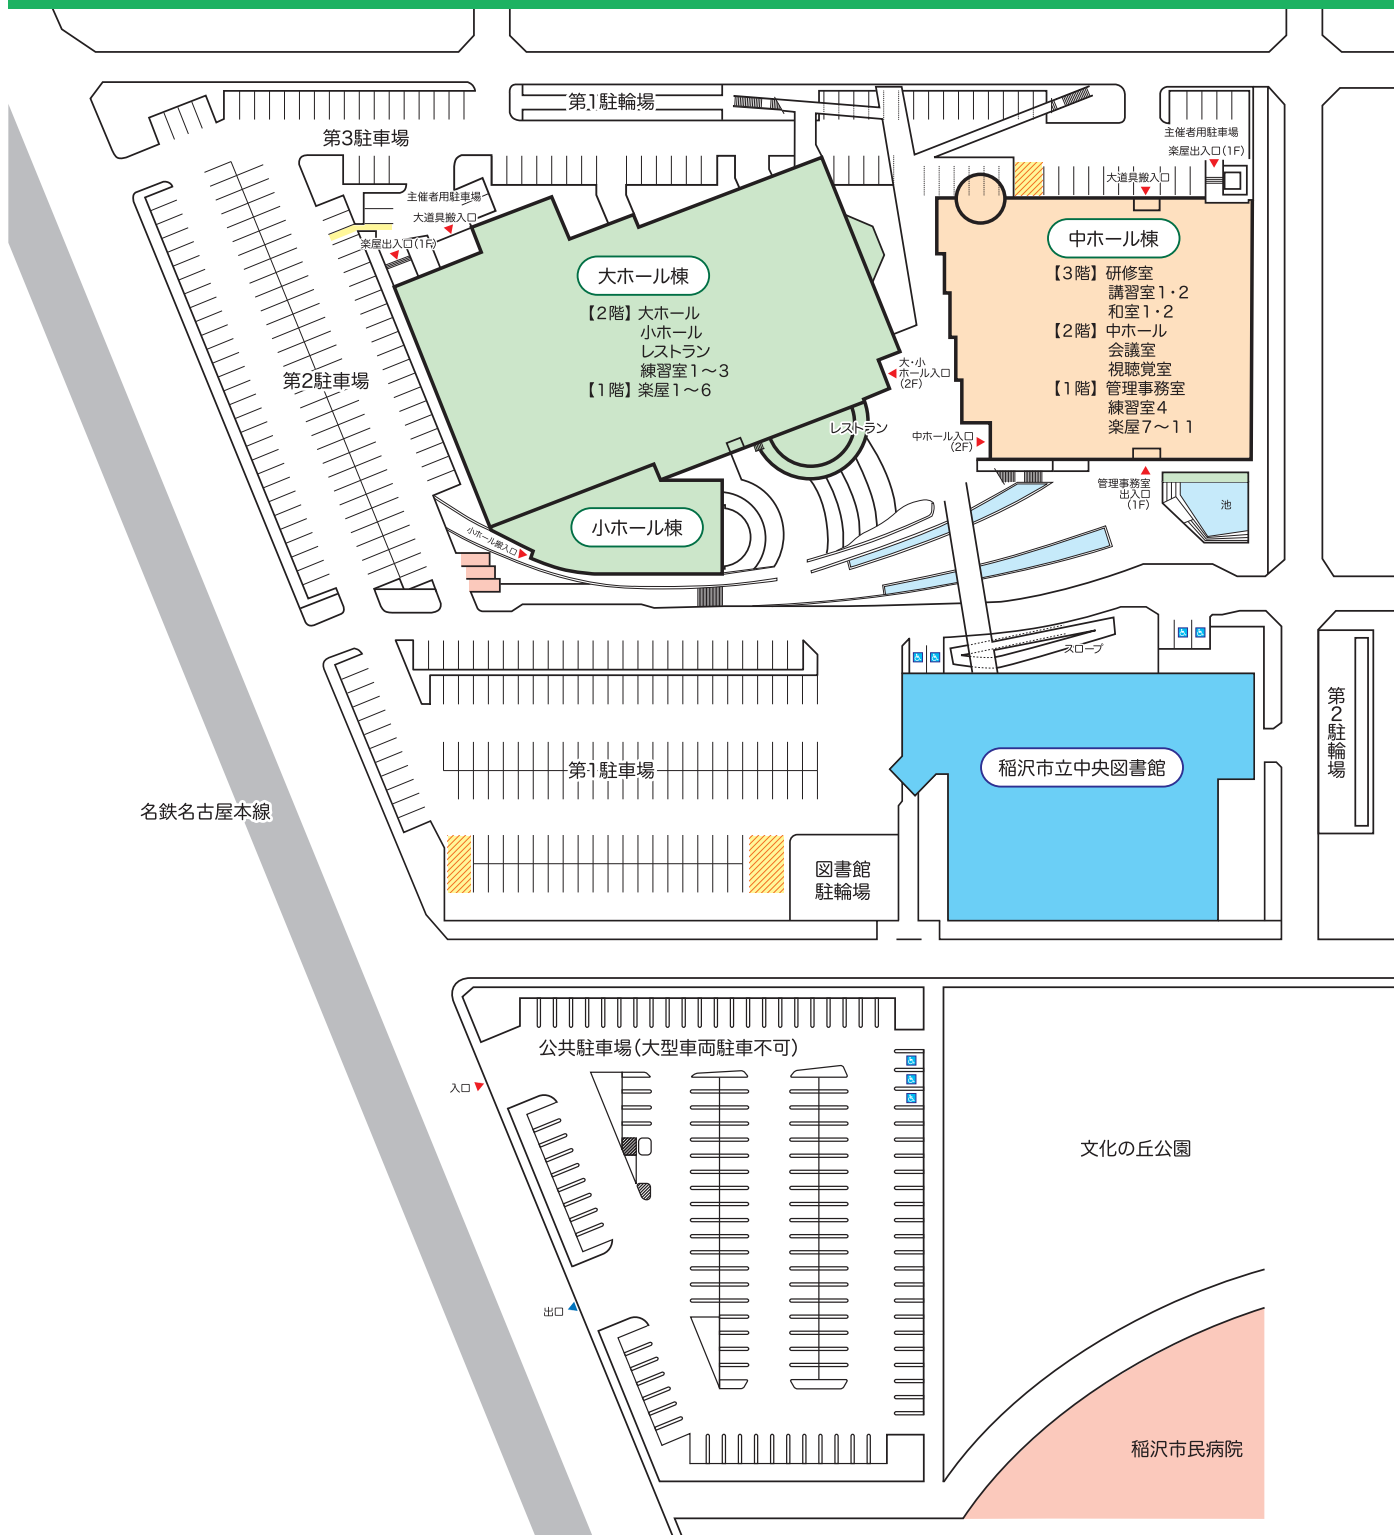 第1駐輪場
第3駐車場
主催者用駐車場
楽屋出入口(1F)
大道具搬入口
主催者用駐車場
大道具搬入口
楽屋出入口(1F)
大ホール棟
【2階】大ホール
小ホール
レストラン
練習室1～3
【1階】楽屋1～6
中ホール棟
【3階】研修室
講習室1・2
和室1・2
【2階】中ホール
会議室
視聴覚室
【1階】管理事務室
練習室4
楽屋7～11
第2駐車場
大・小
ホール入口
(2F)
レストラン
中ホール入口
(2F)
管理事務室
出入口
(1F)
池
小ホール棟
小ホール搬入口
スロープ
第2駐輪場
第1駐車場
稲沢市立中央図書館
名鉄名古屋本線
図書館
駐輪場
公共駐車場(大型車両駐車不可)
入口
文化の丘公園
出口
稲沢市民病院